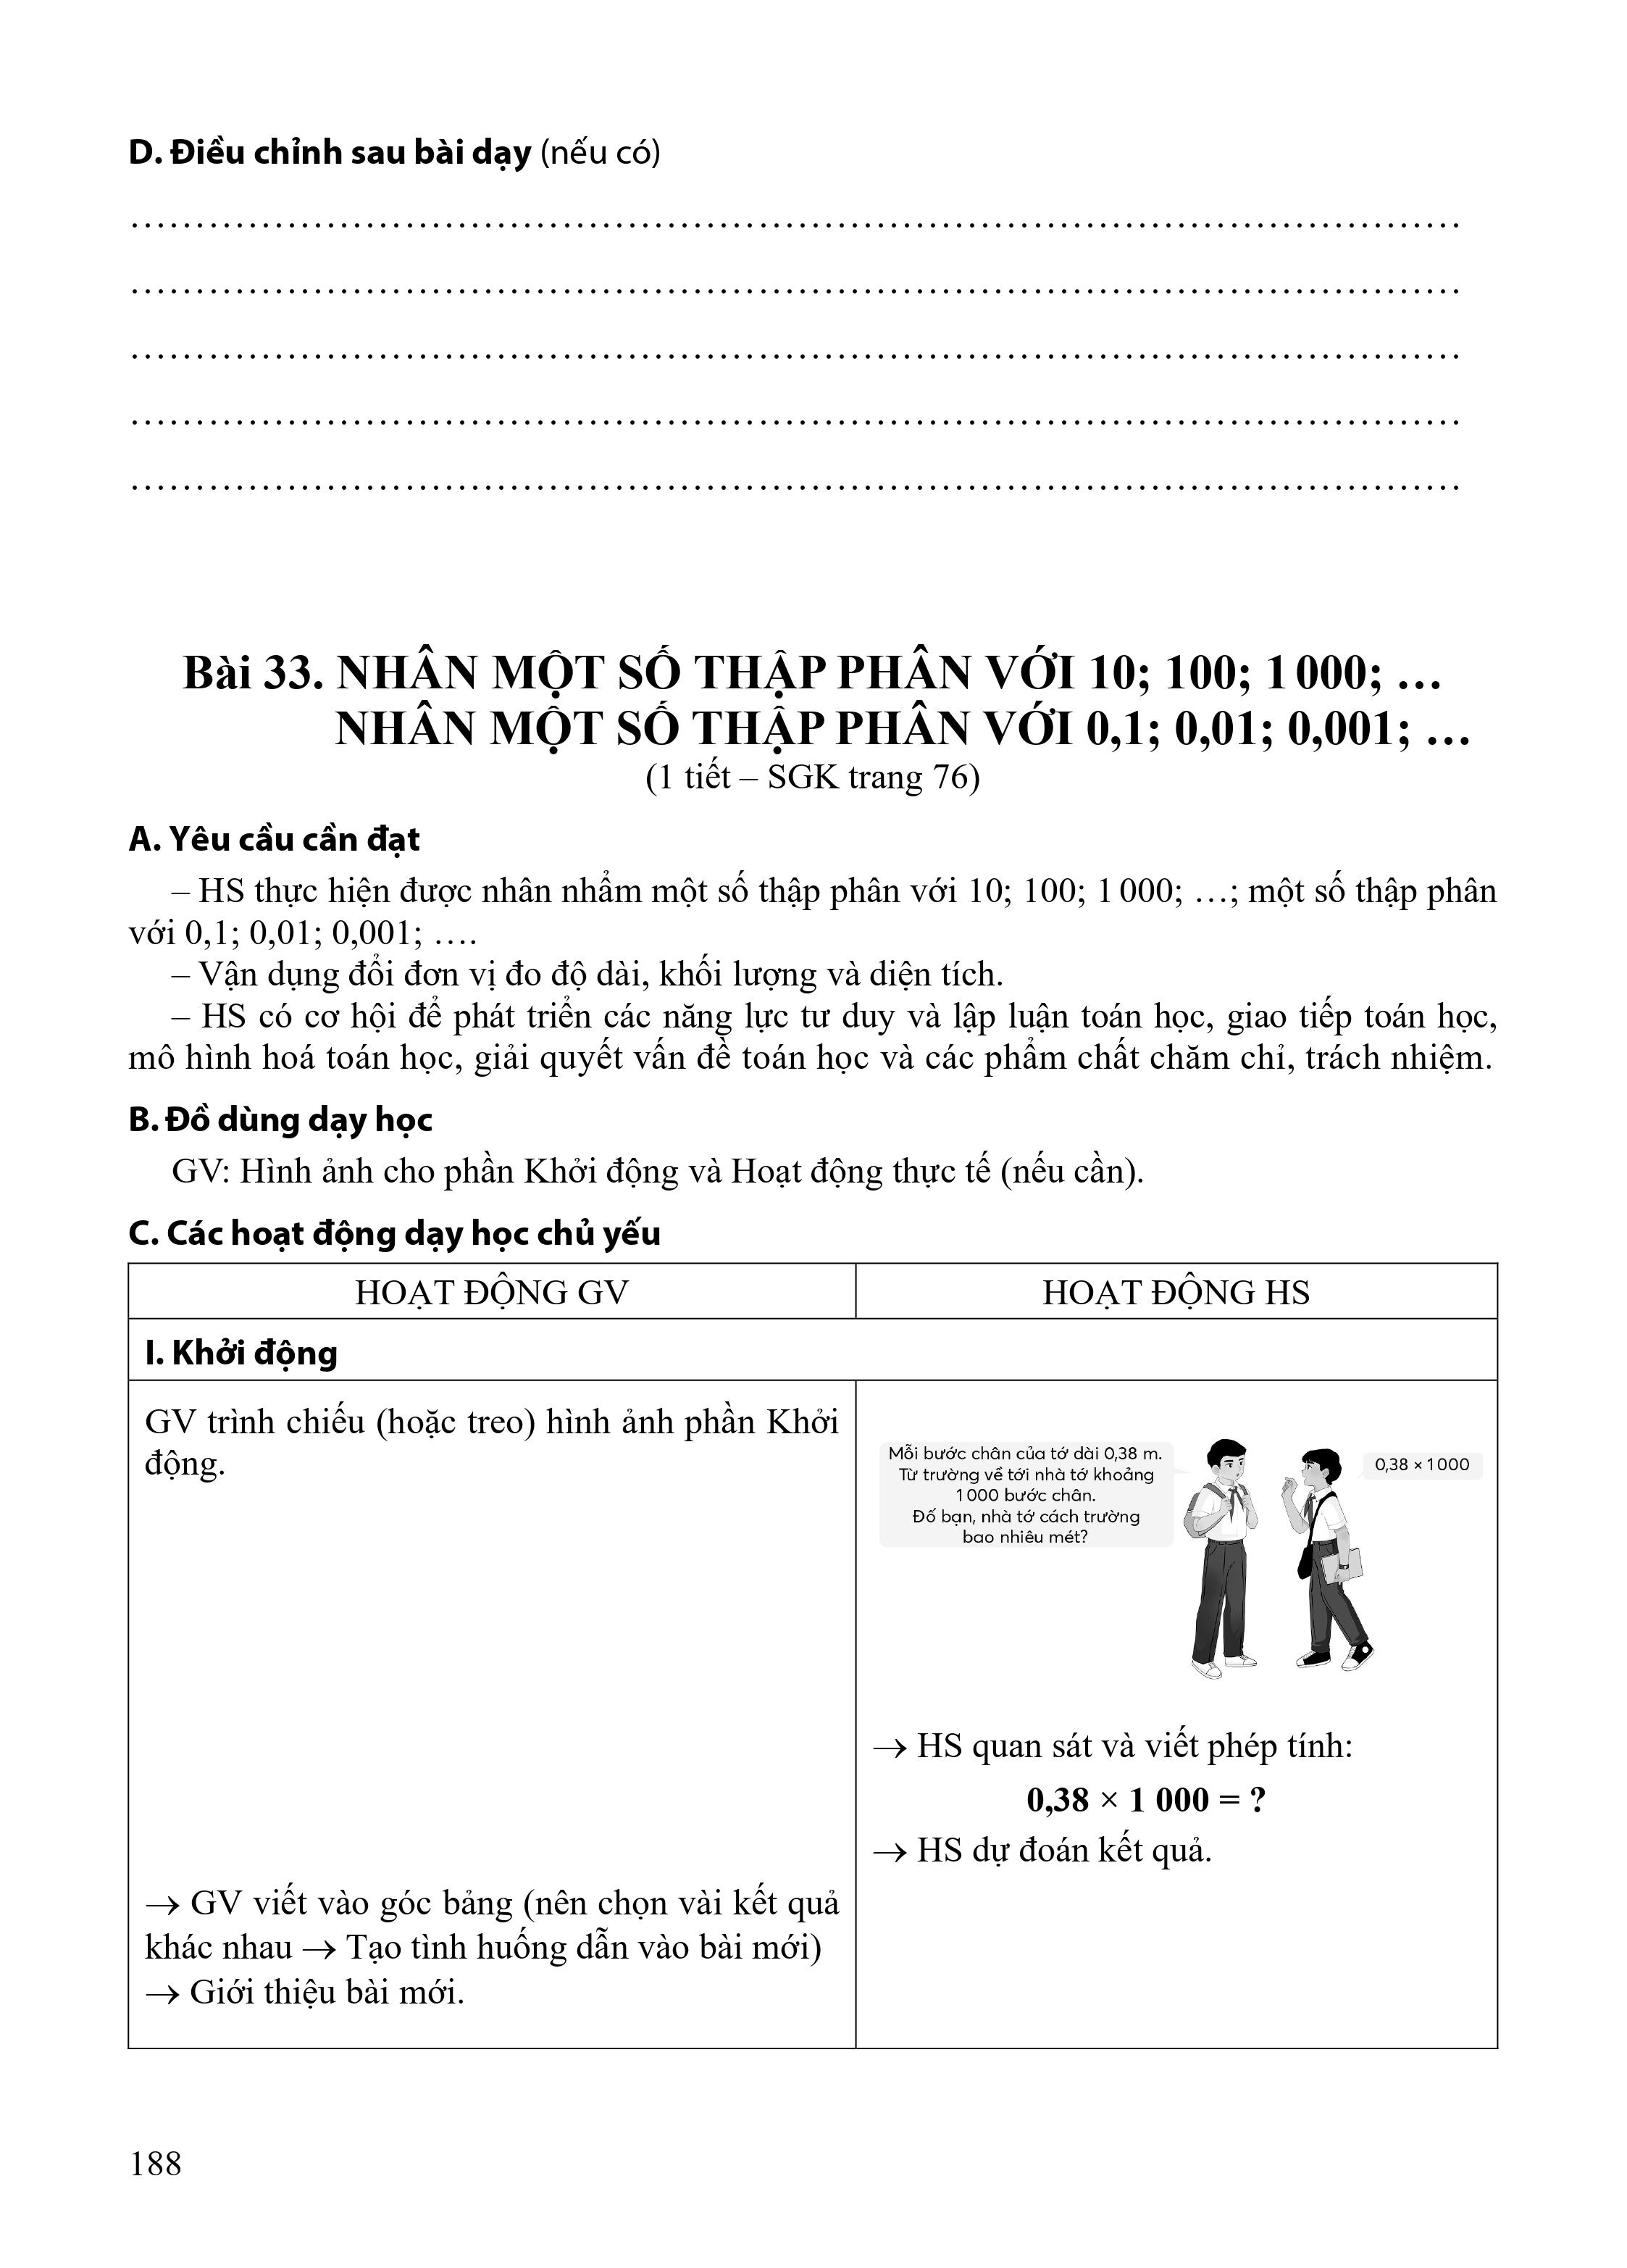 D. Điều chỉnh sau bài dạy (nếu có)
………………………………………………………………………………………………
………………………………………………………………………………………………
………………………………………………………………………………………………
………………………………………………………………………………………………
………………………………………………………………………………………………
Bài 33. NHÂN MỘT SỐ THẬP PHÂN VỚI 10; 100; 1 000; …
NHÂN MỘT SỐ THẬP PHÂN VỚI 0,1; 0,01; 0,001; …
(1 tiết – SGK trang 76)
A. Yêu cầu cần đạt
– HS thực hiện được nhân nhẩm một số thập phân với 10; 100; 1 000; …; một số thập phân
với 0,1; 0,01; 0,001; ….
– Vận dụng đổi đơn vị đo độ dài, khối lượng và diện tích.
– HS có cơ hội để phát triển các năng lực tư duy và lập luận toán học, giao tiếp toán học,
mô hình hoá toán học, giải quyết vấn đề toán học và các phẩm chất chăm chỉ, trách nhiệm.
B. Đồ dùng dạy học
GV: Hình ảnh cho phần Khởi động và Hoạt động thực tế (nếu cần).
C. Các hoạt động dạy học chủ yếu
HOẠT ĐỘNG GV
HOẠT ĐỘNG HS
I. Khởi động
GV trình chiếu (hoặc treo) hình ảnh phần Khởi
động.
→ GV viết vào góc bảng (nên chọn vài kết quả
khác nhau → Tạo tình huống dẫn vào bài mới)
→ Giới thiệu bài mới.
Mỗi bước chân của tớ dài 0,38 m.
Từ trường về tới nhà tớ khoảng
1 000 bước chân.
Đố bạn, nhà tớ cách trường
bao nhiêu mét?
0,38 × 1 000
→ HS quan sát và viết phép tính:
0,38 × 1 000 = ?
→ HS dự đoán kết quả.
188